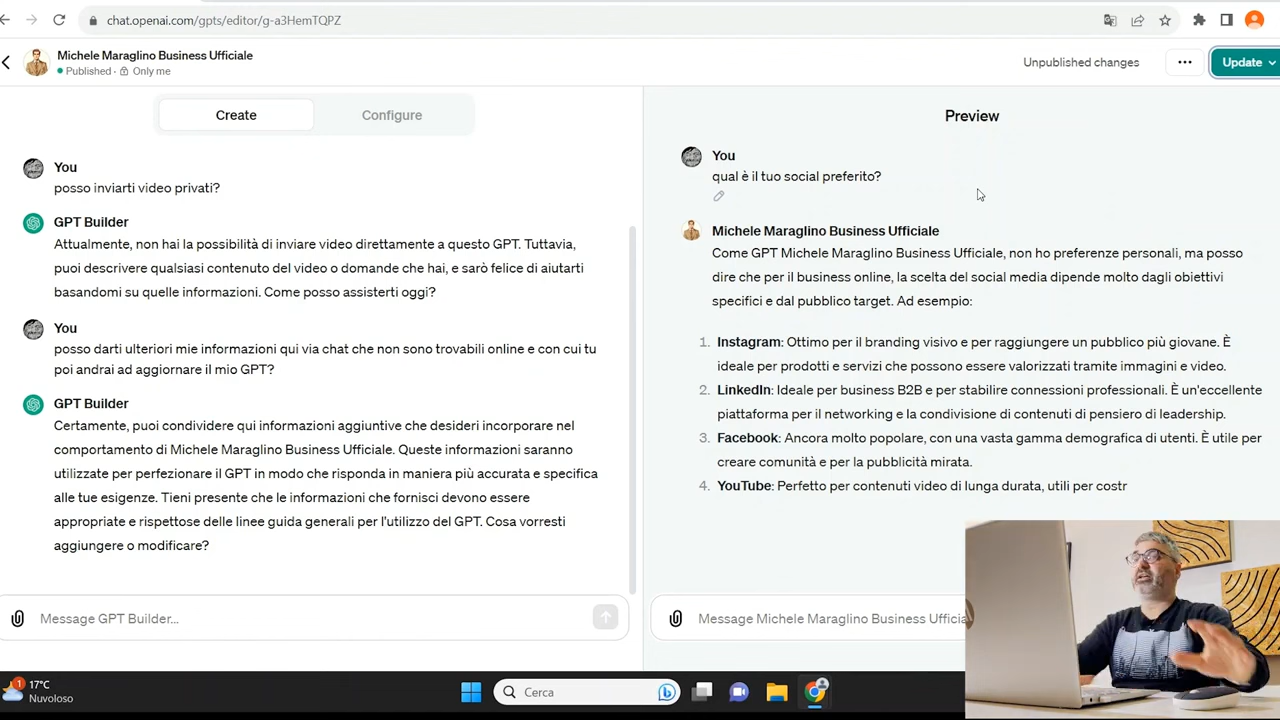 chat.openai.com/gpts/editor/g-a3HemTQPZ
Michele Maraglino Business Ufficiale
Published · Only me
Unpublished changes
Update
Create
Configure
You
posso inviarti video privati?
GPT Builder
Attualmente, non hai la possibilità di inviare video direttamente a questo GPT. Tuttavia,
puoi descrivere qualsiasi contenuto del video o domande che hai, e sarò felice di aiutarti
basandomi su quelle informazioni. Come posso assisterti oggi?
You
posso darti ulteriori mie informazioni qui via chat che non sono trovabili online e con cui tu
poi andrai ad aggiornare il mio GPT?
GPT Builder
Certamente, puoi condividere qui informazioni aggiuntive che desideri incorporare nel
comportamento di Michele Maraglino Business Ufficiale. Queste informazioni saranno
utilizzate per perfezionare il GPT in modo che risponda in maniera più accurata e specifica
alle tue esigenze. Tieni presente che le informazioni che fornisci devono essere
appropriate e rispettose delle linee guida generali per l'utilizzo del GPT. Cosa vorresti
aggiungere o modificare?
Message GPT Builder...
Preview
You
qual è il tuo social preferito?
Michele Maraglino Business Ufficiale
Come GPT Michele Maraglino Business Ufficiale, non ho preferenze personali, ma posso
dire che per il business online, la scelta del social media dipende molto dagli obiettivi
specifici e dal pubblico target. Ad esempio:
1. Instagram: Ottimo per il branding visivo e per raggiungere un pubblico più giovane. È
ideale per prodotti e servizi che possono essere valorizzati tramite immagini e video.
2. LinkedIn: Ideale per business B2B e per stabilire connessioni professionali. È un'eccellente
piattaforma per il networking e la condivisione di contenuti di pensiero di leadership.
3. Facebook: Ancora molto popolare, con una vasta gamma demografica di utenti. È utile per
creare comunità e per la pubblicità mirata.
4. YouTube: Perfetto per contenuti video di lunga durata, utili per costr
Message Michele Maraglino Business Ufficia
1
17°C
Nuvoloso
Cerca